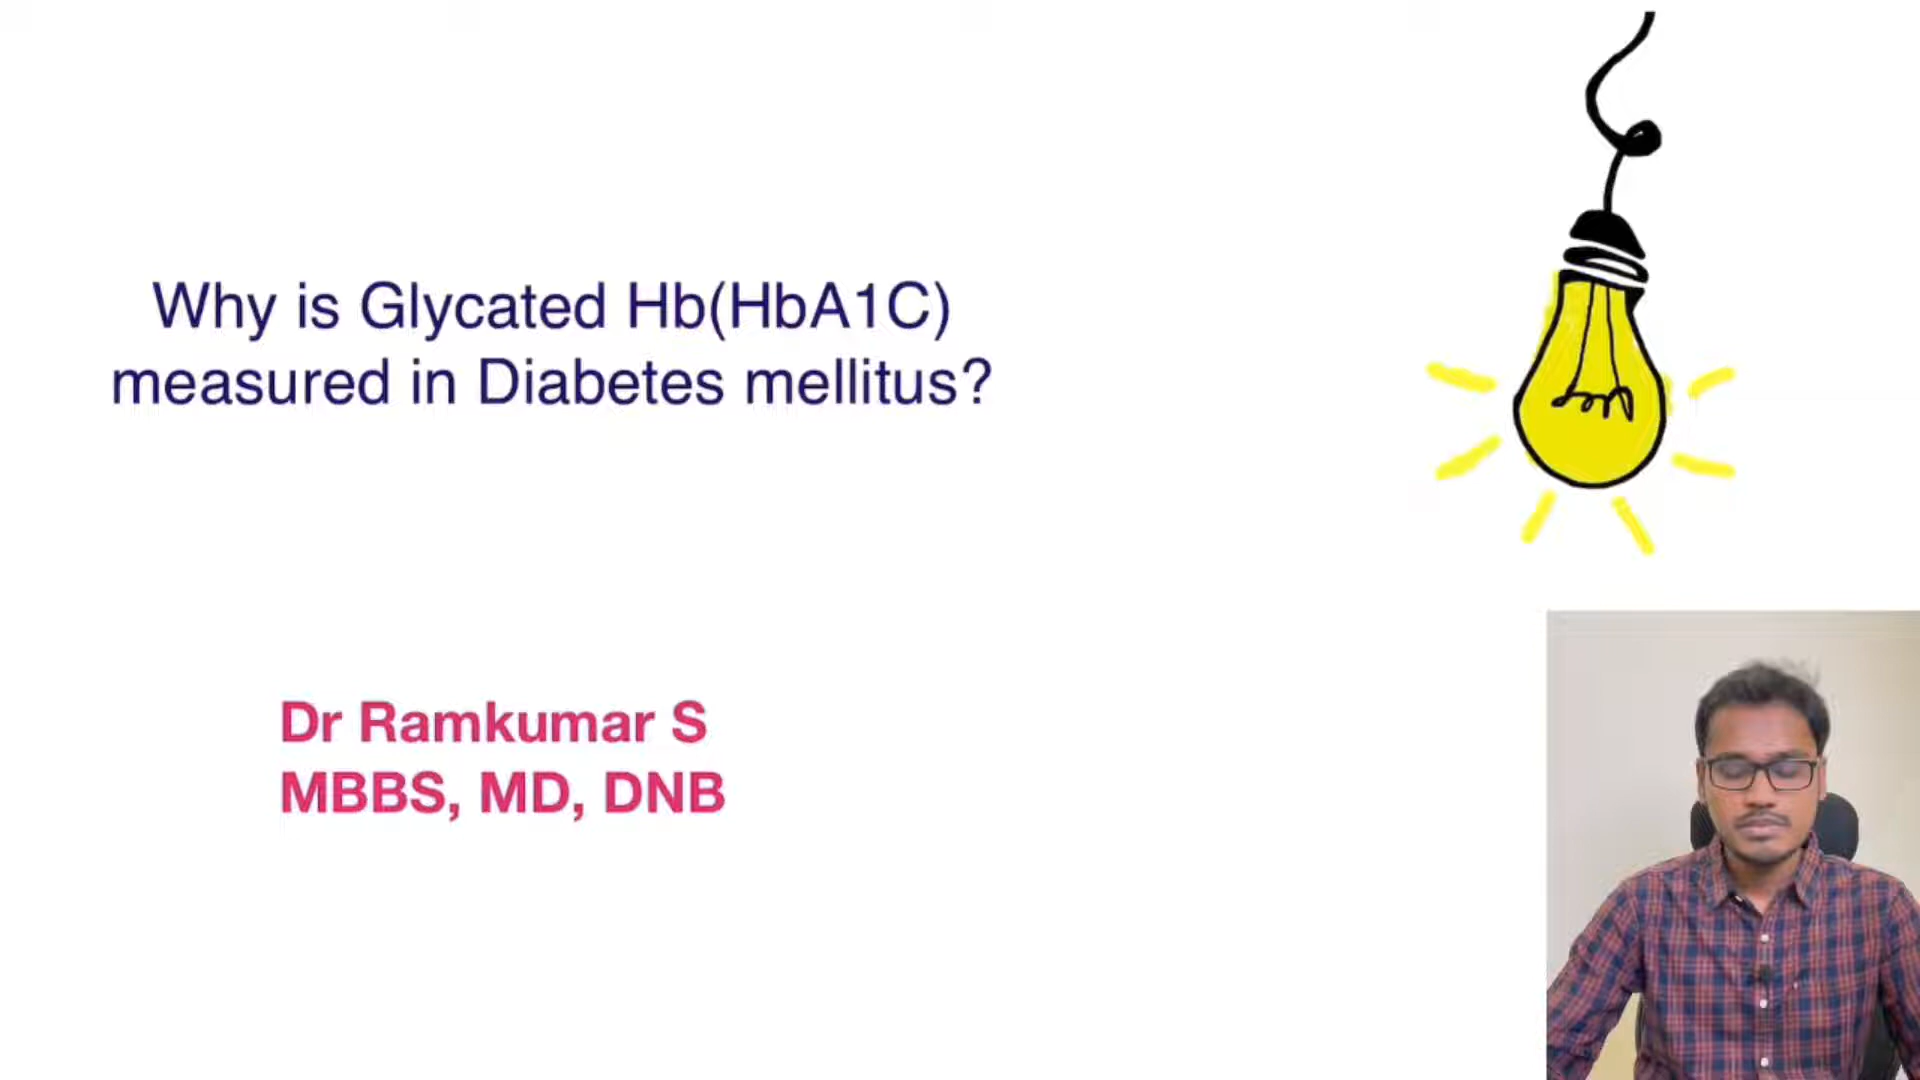 Why is Glycated Hb(HbA1C)
measured in Diabetes mellitus?
Dr Ramkumar S
MBBS, MD, DNB